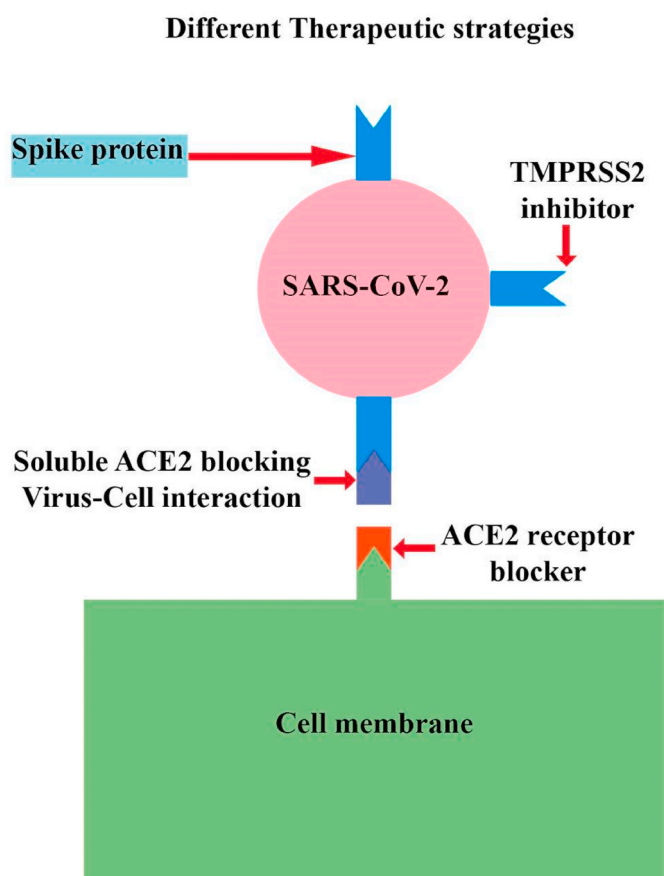 Different Therapeutic strategies
Spike protein
TMPRSS2
inhibitor
SARS-CoV-2
Soluble ACE2 blocking
Virus-Cell interaction
ACE2 receptor
blocker
Cell membrane